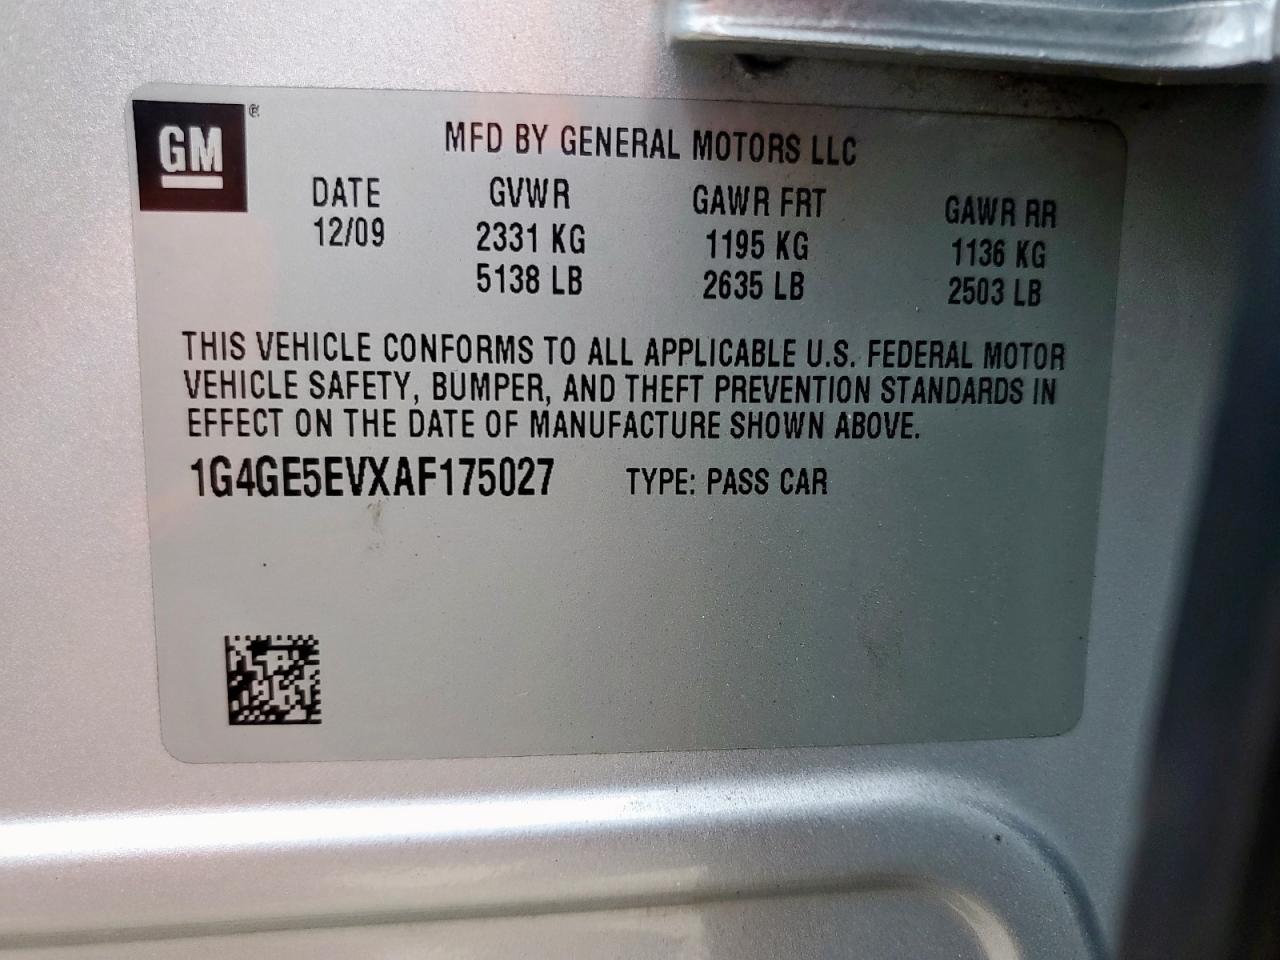 GM®
MFD BY GENERAL MOTORS LLC
DATE GVWR GAWR FRT GAWR RR
12/09 2331 KG 1195 KG 1136 KG
5138 LB 2635 LB 2503 LB
THIS VEHICLE CONFORMS TO ALL APPLICABLE U.S. FEDERAL MOTOR
VEHICLE SAFETY, BUMPER, AND THEFT PREVENTION STANDARDS IN
EFFECT ON THE DATE OF MANUFACTURE SHOWN ABOVE.
1G4GE5EVXAF175027 TYPE: PASS CAR